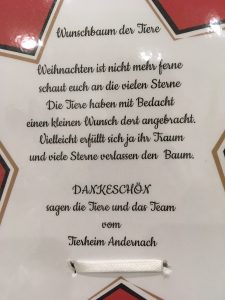 Wunschbaum der Tiere
Weihnachten ist nicht mehr ferne
schaut euch an die vielen Sterne
Die Tiere haben mit Bedacht
einen kleinen Wunsch dort angebracht.
Vielleicht erfüllt sich ja ihr Traum
und viele Sterne verlassen den Baum.
DANKESCHÖN
sagen die Tiere und das Team
vom
Tierheim Andernach